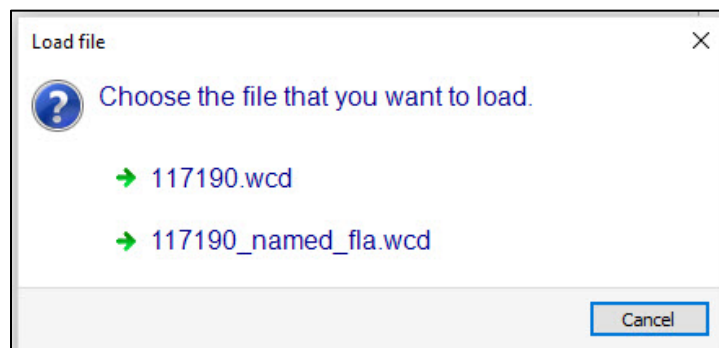 Load file
Choose the file that you want to load.
117190.wcd
117190_named_fla.wcd
Cancel